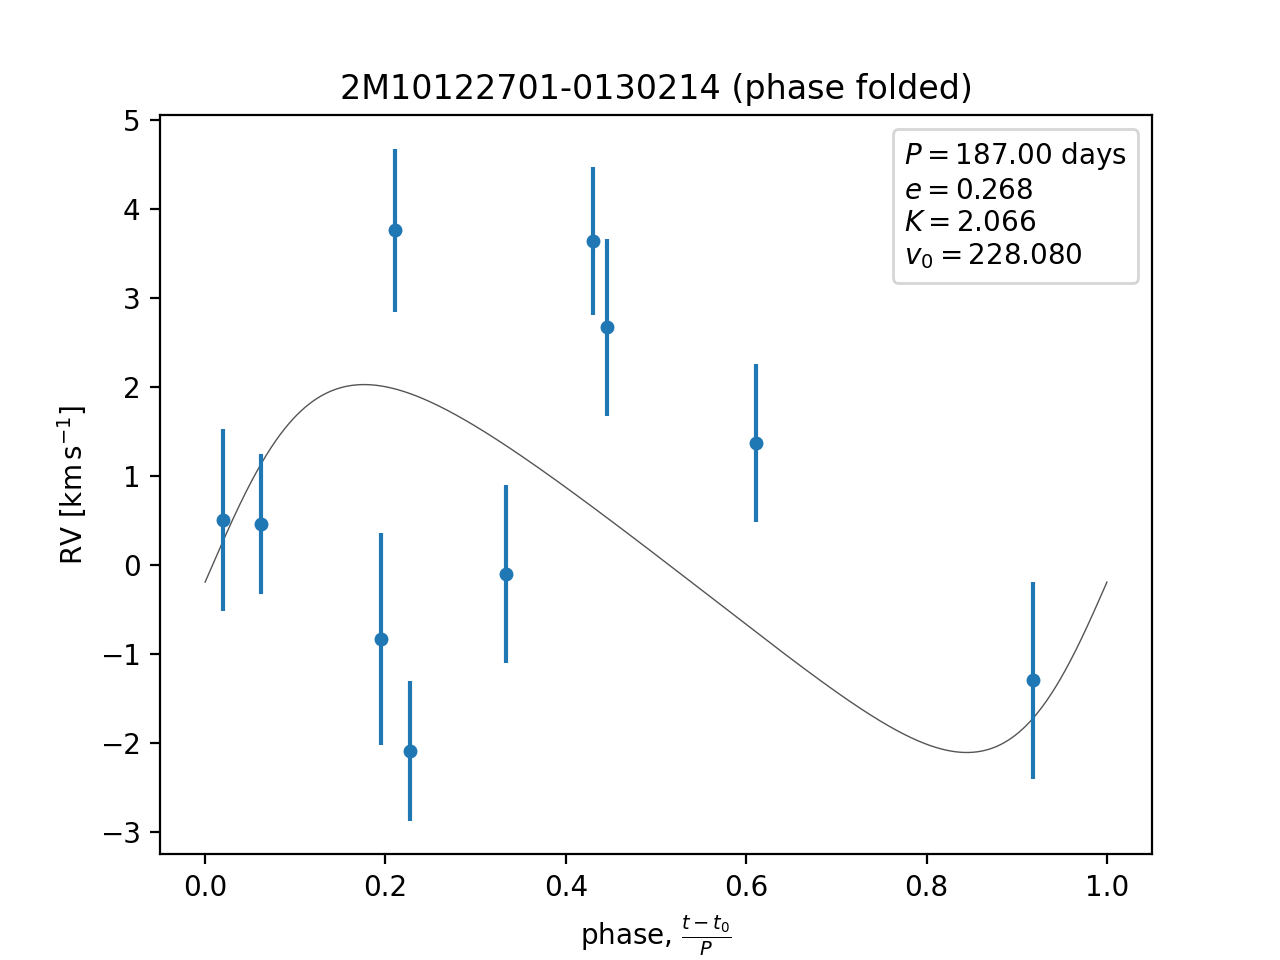 2M10122701-0130214 (phase folded)
P = 187.00 days
e = 0.268
K = 2.066
v₀ = 228.080
RV [km s⁻¹]
5
4
3
2
1
0
−1
−2
−3
0.0 0.2 0.4 0.6 0.8 1.0
phase, (t − t₀)/P